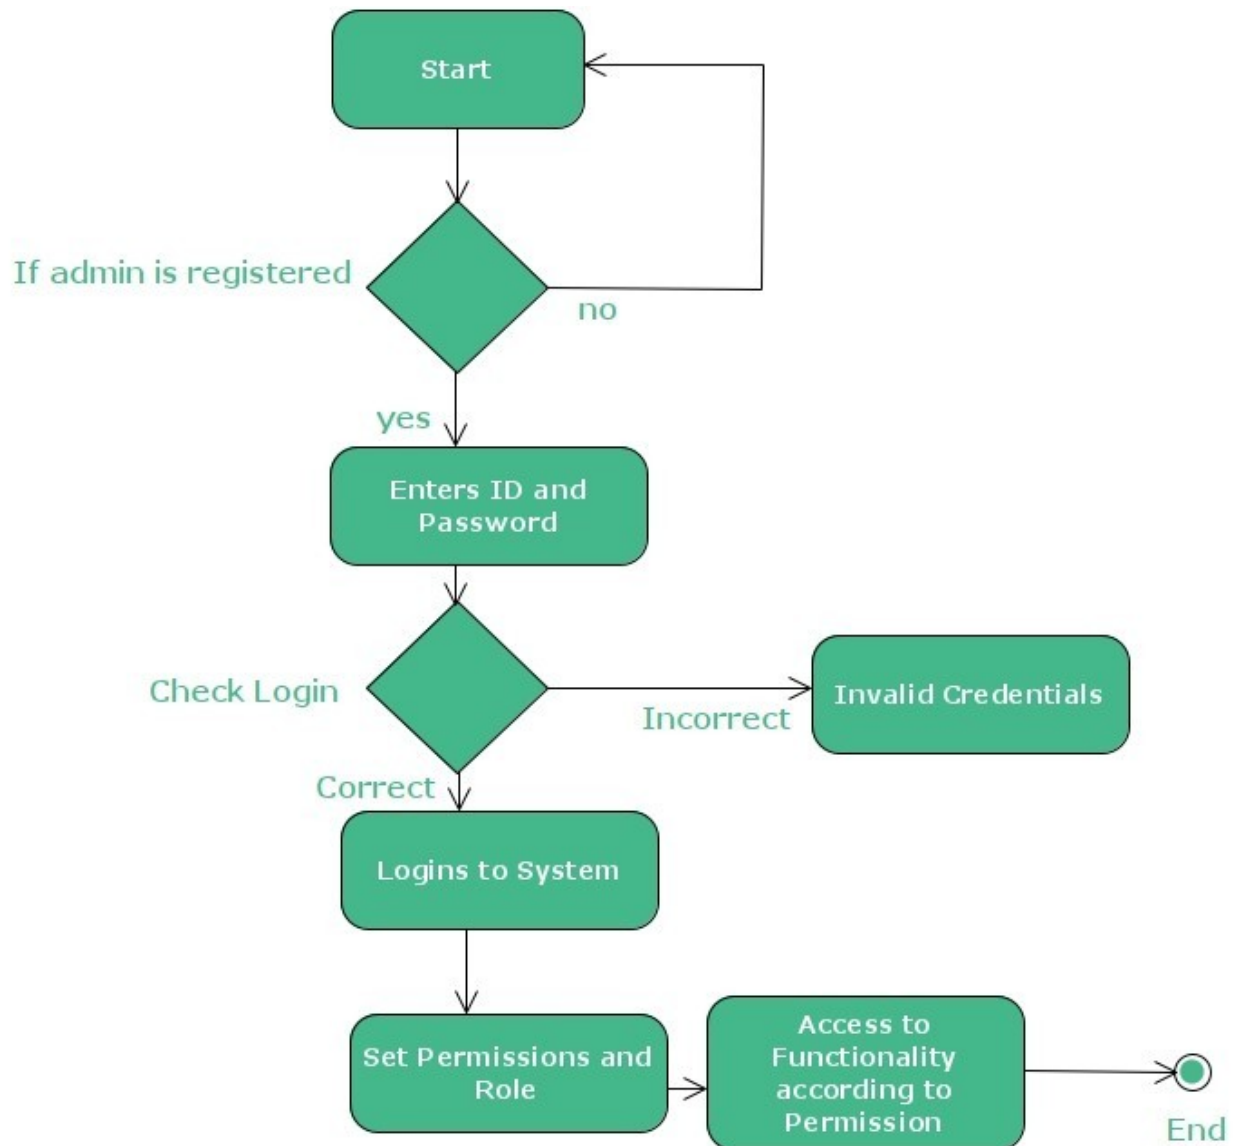 Start
If admin is registered
no
yes
Enters ID and
Password
Check Login
Incorrect
Invalid Credentials
Correct
Logins to System
Set Permissions and
Role
Access to
Functionality
according to
Permission
End